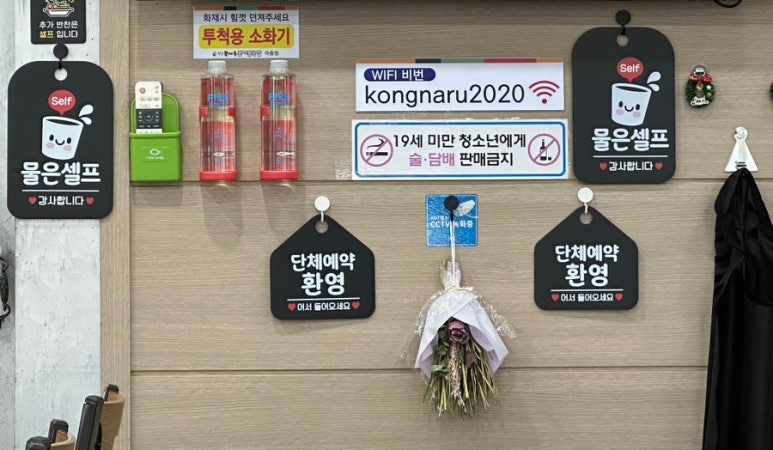 추가 반찬은
셀프 입니다
Self
물은셀프
감사합니다
화재시 힘껏 던져주세요
투척용 소화기
WIFI 비번
kongnaru2020
19세 미만 청소년에게
술·담배 판매금지
Self
물은셀프
감사합니다
단체예약
환영
어서 들어오세요
CCTV 녹화중
단체예약
환영
어서 들어오세요